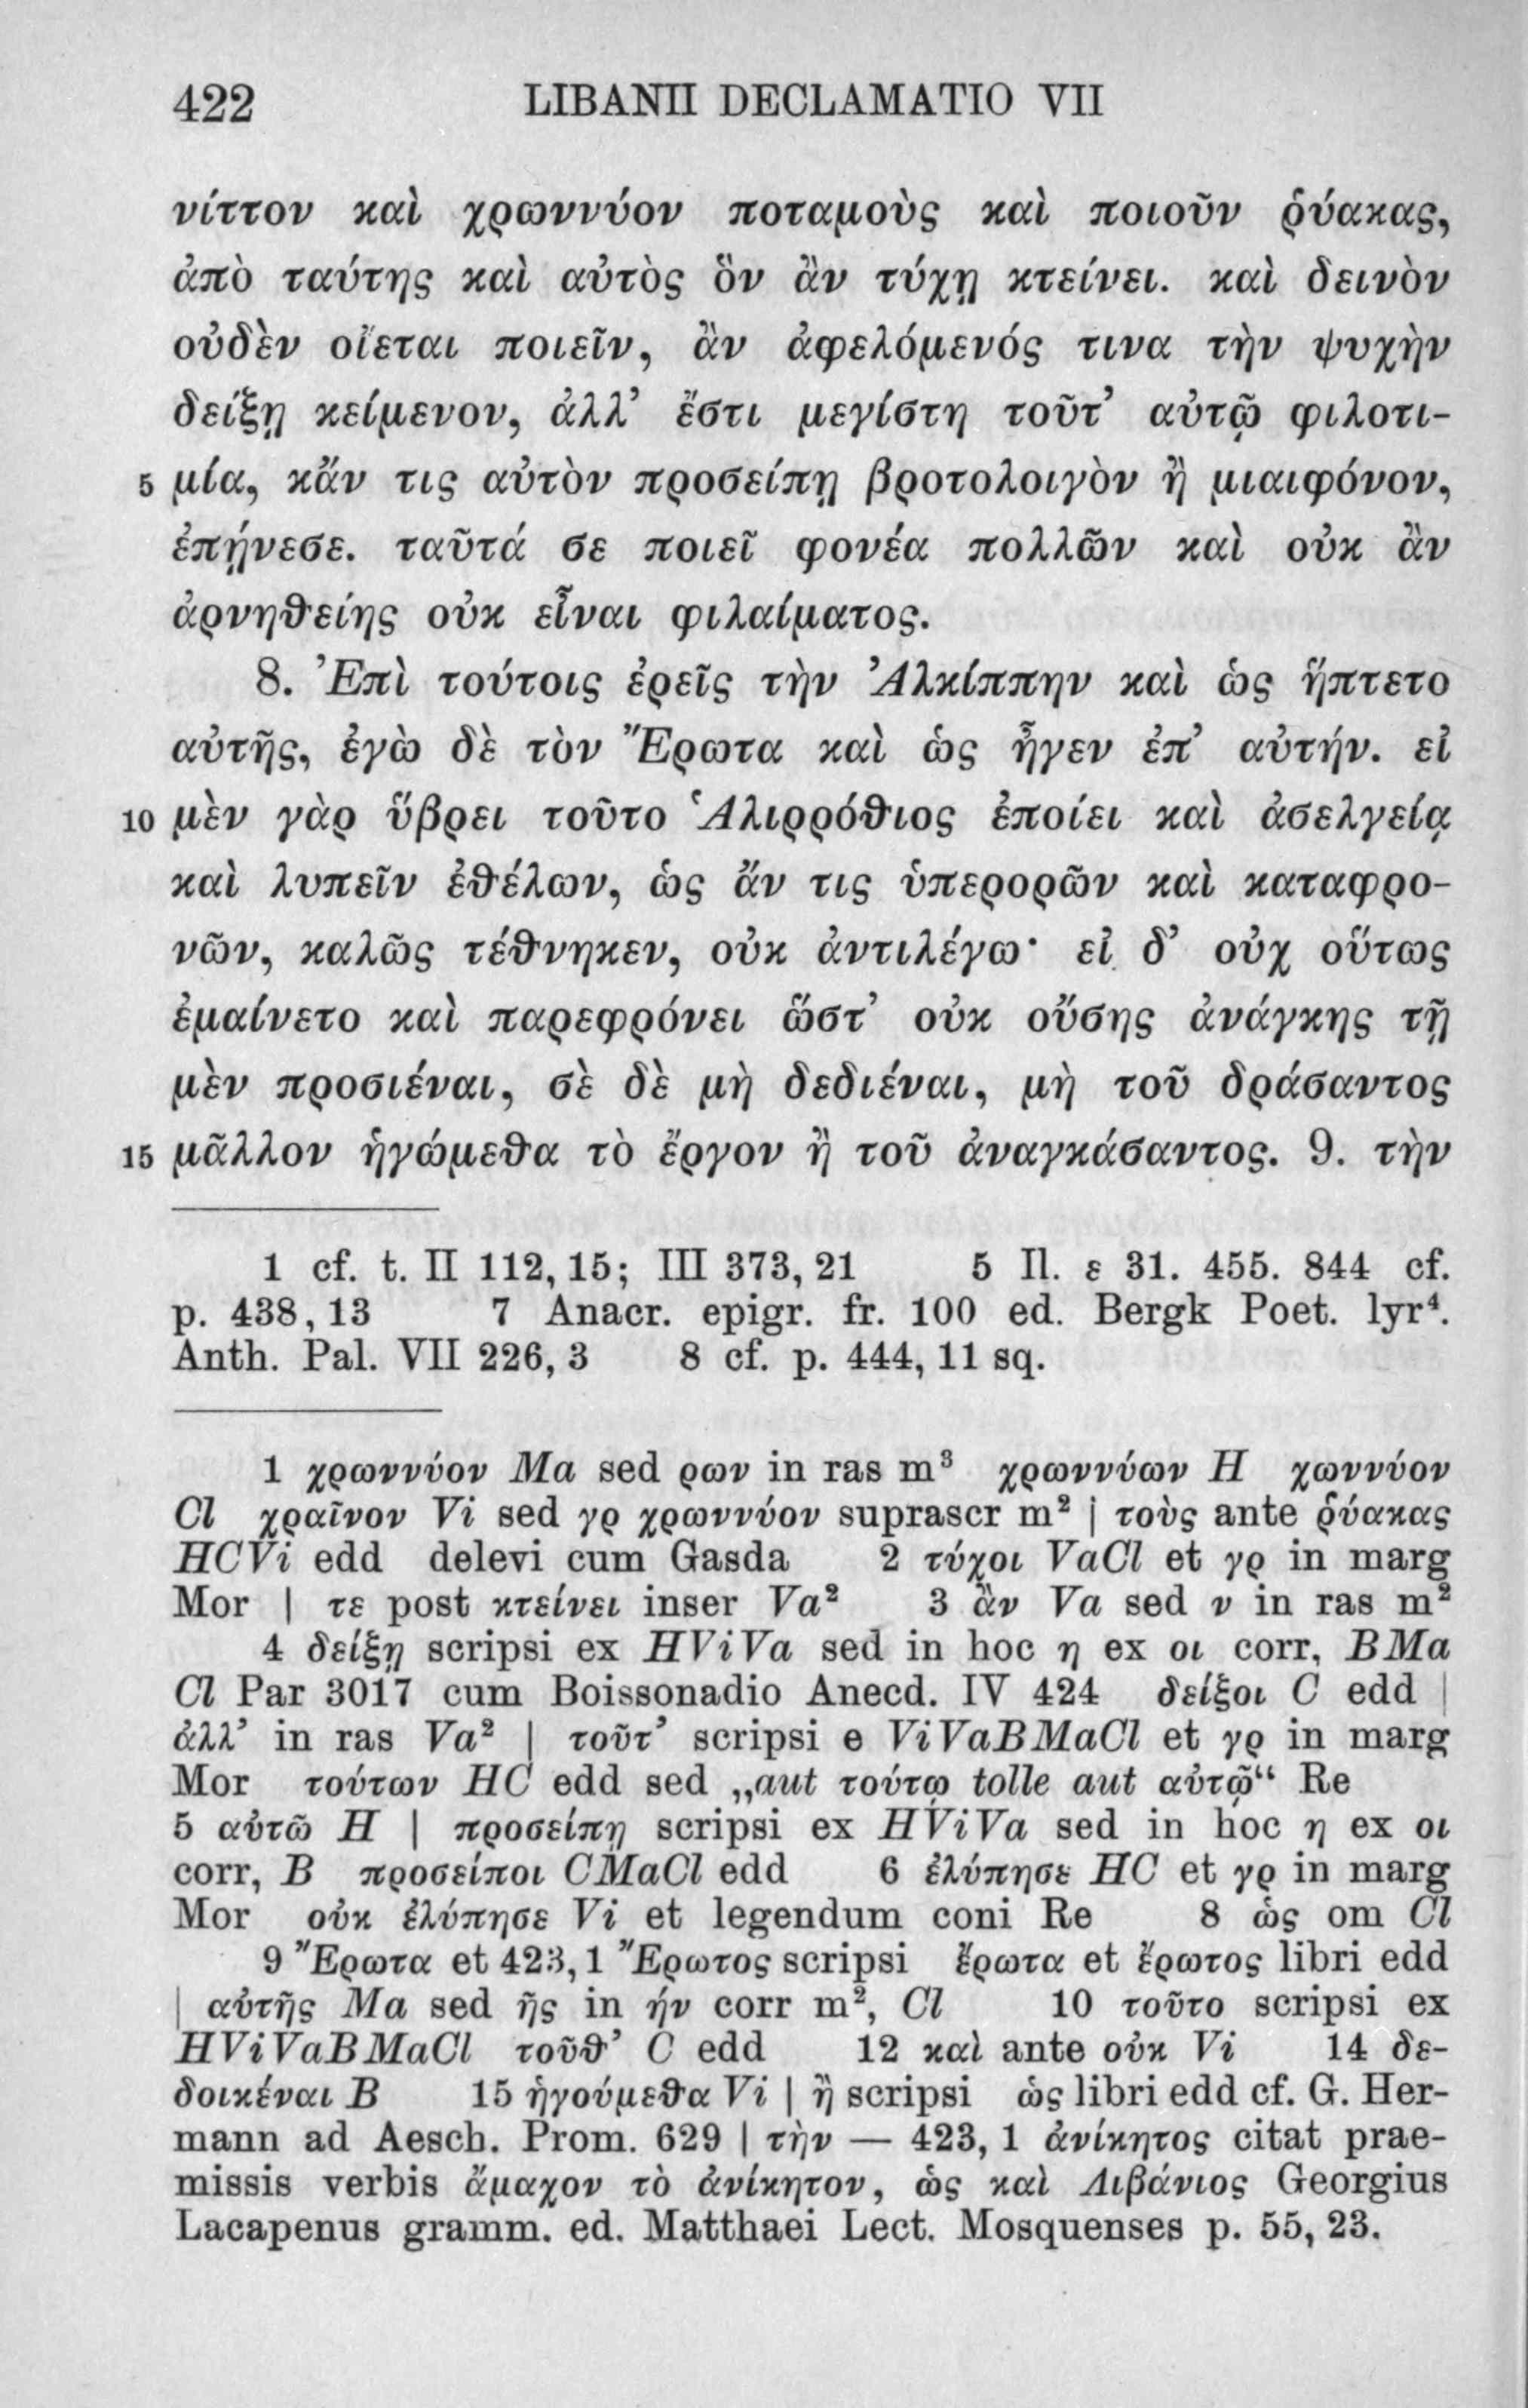 422 LIBANII DECLAMATIO VII
νίττον καὶ χρωννύον ποταμοὺς καὶ ποιοῦν ῥύακας,
ἀπὸ ταύτης καὶ αὐτὸς ὃν ἂν τύχῃ κτείνει. καὶ δεινὸν
οὐδὲν οἴεται ποιεῖν, ἂν ἀφελόμενός τινα τὴν ψυχὴν
δείξῃ κείμενον, ἀλλ’ ἔστι μεγίστη τοῦτ’ αὐτῷ φιλοτι-
5 μία, κἄν τις αὐτὸν προσείπῃ βροτολοιγὸν ἢ μιαιφόνον,
ἐπῄνεσε. ταῦτά σε ποιεῖ φονέα πολλῶν καὶ οὐκ ἂν
ἀρνηθείης οὐκ εἶναι φιλαίματος.
8. Ἐπὶ τούτοις ἐρεῖς τὴν Ἀλκίππην καὶ ὡς ἥπτετο
αὐτῆς, ἐγὼ δὲ τὸν Ἔρωτα καὶ ὡς ἦγεν ἐπ’ αὐτήν. εἰ
10 μὲν γὰρ ὕβρει τοῦτο Ἁλιρρόθιος ἐποίει καὶ ἀσελγείᾳ
καὶ λυπεῖν ἐθέλων, ὡς ἄν τις ὑπερορῶν καὶ καταφρο-
νῶν, καλῶς τέθνηκεν, οὐκ ἀντιλέγω· εἰ δ’ οὐχ οὕτως
ἐμαίνετο καὶ παρεφρόνει ὥστ’ οὐκ οὔσης ἀνάγκης τῇ
μὲν προσιέναι, σὲ δὲ μὴ δεδιέναι, μὴ τοῦ δράσαντος
15 μᾶλλον ἡγώμεθα τὸ ἔργον ἢ τοῦ ἀναγκάσαντος. 9. τὴν
1 cf. t. II 112, 15; III 373, 21 5 Il. ε 31. 455. 844 cf.
p. 438, 13 7 Anacr. epigr. fr. 100 ed. Bergk Poet. lyr⁴.
Anth. Pal. VII 226, 3 8 cf. p. 444, 11 sq.
1 χρωννύον Ma sed ρων in ras m³ χρωννύων H χωννύον
Cl χραῖνον Vi sed γρ χρωννύον suprascr m² | τοὺς ante ῥύακας
HCVi edd delevi cum Gasda 2 τύχοι VaCl et γρ in marg
Mor | τε post κτείνει inser Va² 3 ἂν Va sed ν in ras m²
4 δείξῃ scripsi ex HViVa sed in hoc η ex οι corr, BMa
Cl Par 3017 cum Boissonadio Anecd. IV 424 δείξοι C edd |
ἀλλ’ in ras Va² | τοῦτ’ scripsi e ViVaBMaCl et γρ in marg
Mor τούτων HC edd sed „aut τούτῳ tolle aut αὐτῷ“ Re
5 αὐτῶ H | προσείπῃ scripsi ex HViVa sed in hoc η ex οι
corr, B προσείποι CMaCl edd 6 ἐλύπησε HC et γρ in marg
Mor οὐκ ἐλύπησε Vi et legendum coni Re 8 ὡς om Cl
9 Ἔρωτα et 423, 1 Ἔρωτος scripsi ἔρωτα et ἔρωτος libri edd
| αὐτῆς Ma sed ῆς in ήν corr m², Cl 10 τοῦτο scripsi ex
HViVaBMaCl τοῦθ’ C edd 12 καὶ ante οὐκ Vi 14 δε-
δοικέναι B 15 ἡγούμεθα Vi | ἢ scripsi ὡς libri edd cf. G. Her-
mann ad Aesch. Prom. 629 | τὴν — 423, 1 ἀνίκητος citat prae-
missis verbis ἄμαχον τὸ ἀνίκητον, ὡς καὶ Λιβάνιος Georgius
Lacapenus gramm. ed. Matthaei Lect. Mosquenses p. 55, 23.